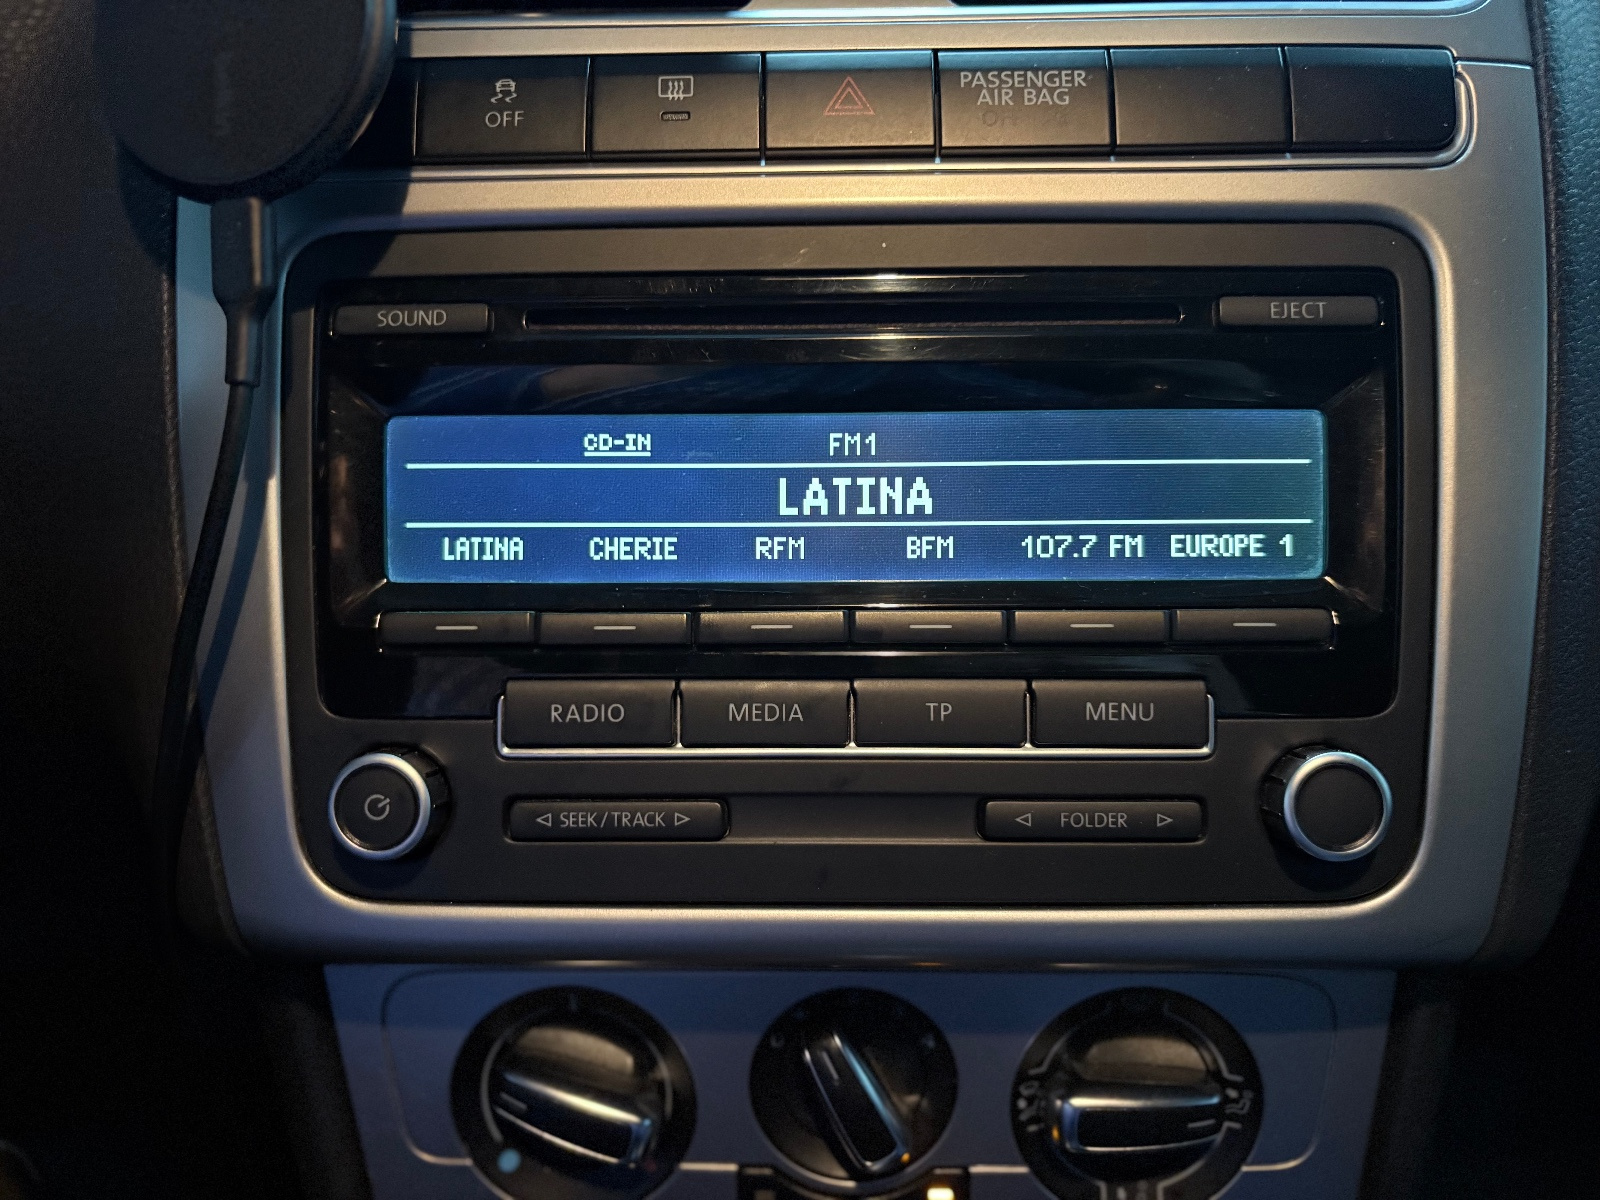 OFF
PASSENGER
AIR BAG
SOUND
EJECT
CD-IN FM1
LATINA
LATINA CHERIE RFM BFM 107.7 FM EUROPE 1
RADIO MEDIA TP MENU
SEEK / TRACK FOLDER